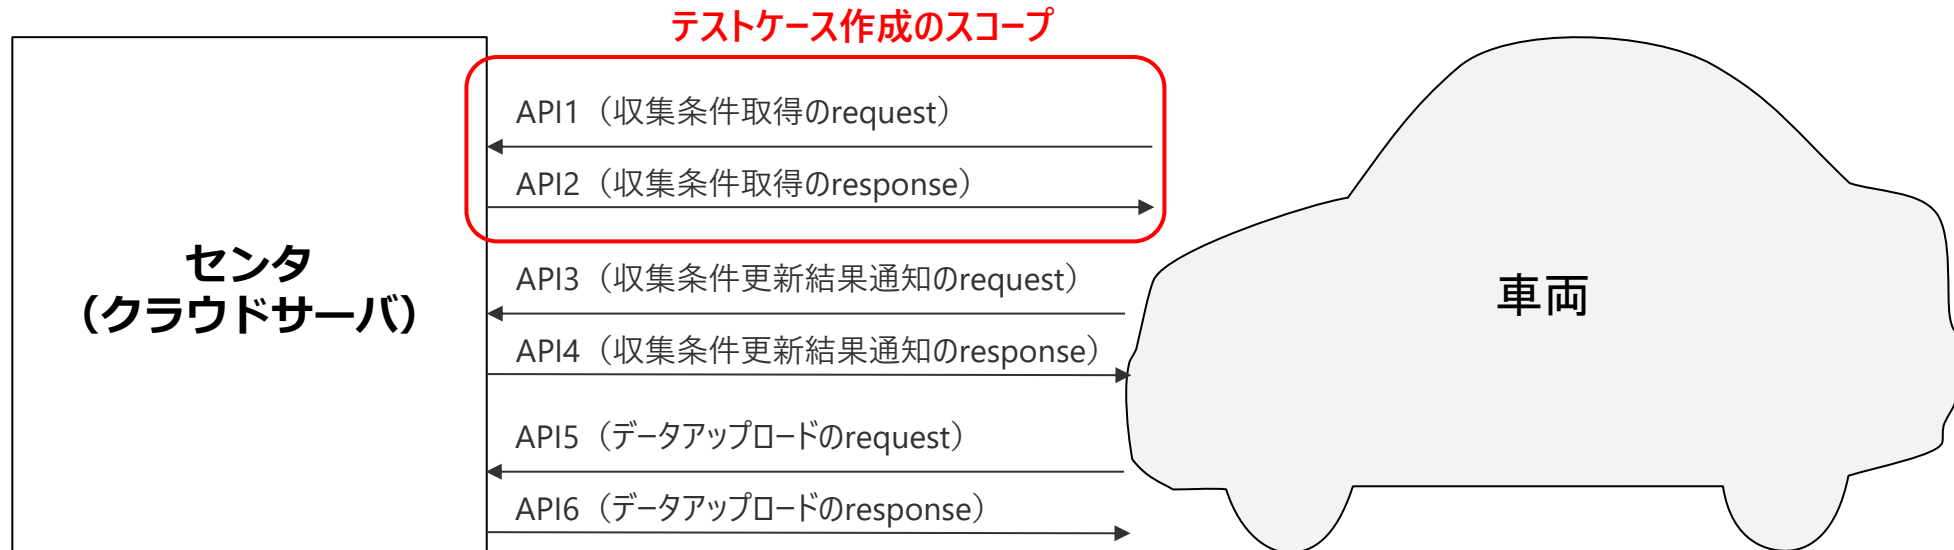 テストケース作成のスコープ
API1（収集条件取得のrequest）
API2（収集条件取得のresponse）
センタ
（クラウドサーバ）
API3（収集条件更新結果通知のrequest）
API4（収集条件更新結果通知のresponse）
API5（データアップロードのrequest）
API6（データアップロードのresponse）
車両